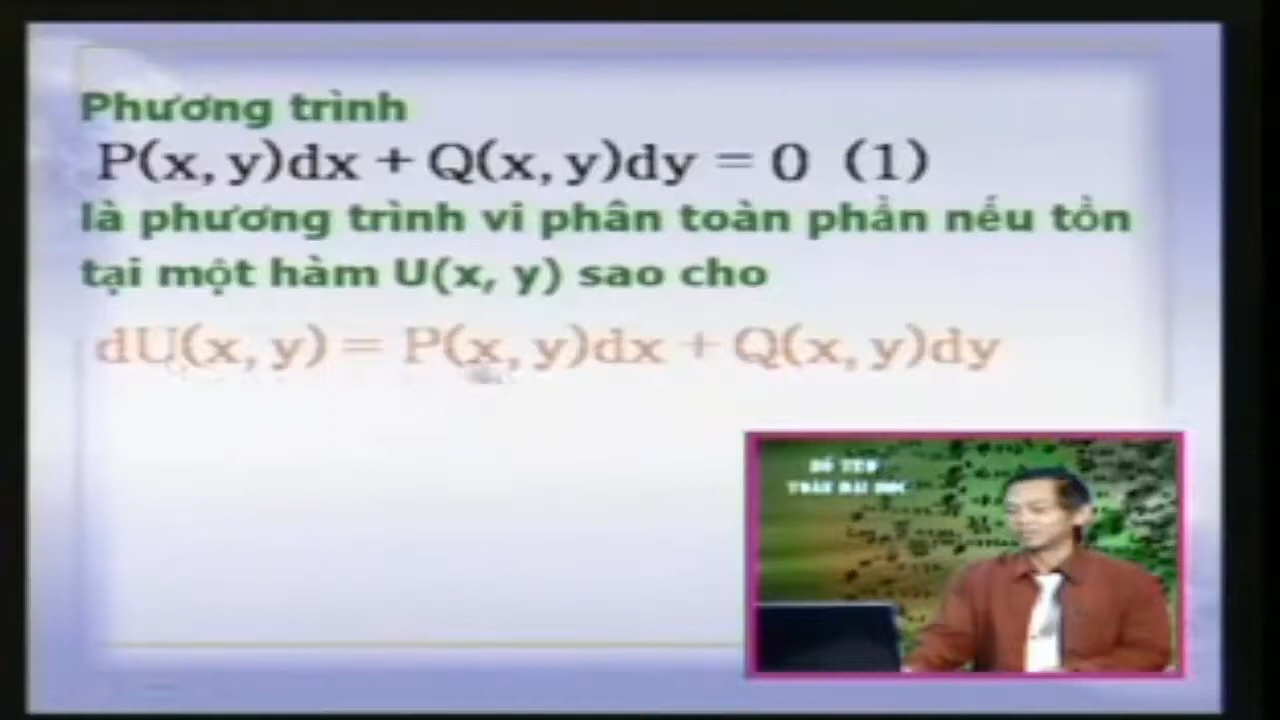 Phương trình
P(x, y)dx + Q(x, y)dy = 0 (1)
là phương trình vi phân toàn phần nếu tồn
tại một hàm U(x, y) sao cho
dU(x, y) = P(x, y)dx + Q(x, y)dy